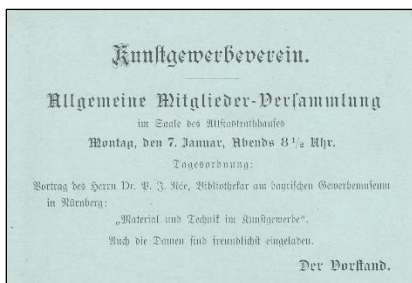 Kunstgewerbeverein.
Allgemeine Mitglieder-Versammlung
im Saale des Altstadtrathhauses
Montag, den 7. Januar, Abends 8½ Uhr.
Tagesordnung:
Vortrag des Herrn Dr. P. J. Rée, Bibliothekar am bayrischen Gewerbemuseum
in Nürnberg:
„Material und Technik im Kunstgewerbe“.
Auch die Damen sind freundlichst eingeladen.
Der Vorstand.